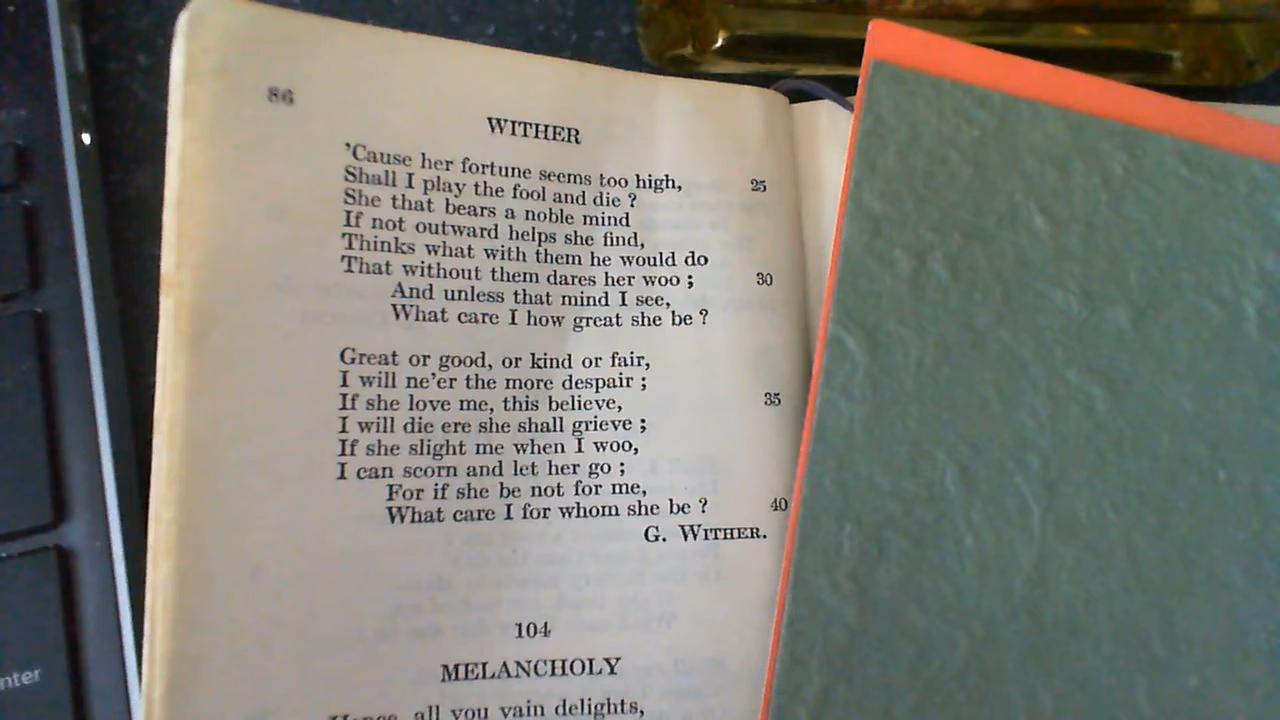 86
WITHER
'Cause her fortune seems too high, 25
Shall I play the fool and die ?
She that bears a noble mind
If not outward helps she find,
Thinks what with them he would do
That without them dares her woo ; 30
And unless that mind I see,
What care I how great she be ?
Great or good, or kind or fair,
I will ne'er the more despair ;
If she love me, this believe, 35
I will die ere she shall grieve ;
If she slight me when I woo,
I can scorn and let her go ;
For if she be not for me,
What care I for whom she be ? 40
G. WITHER.
104
MELANCHOLY
Hence, all you vain delights,
nter